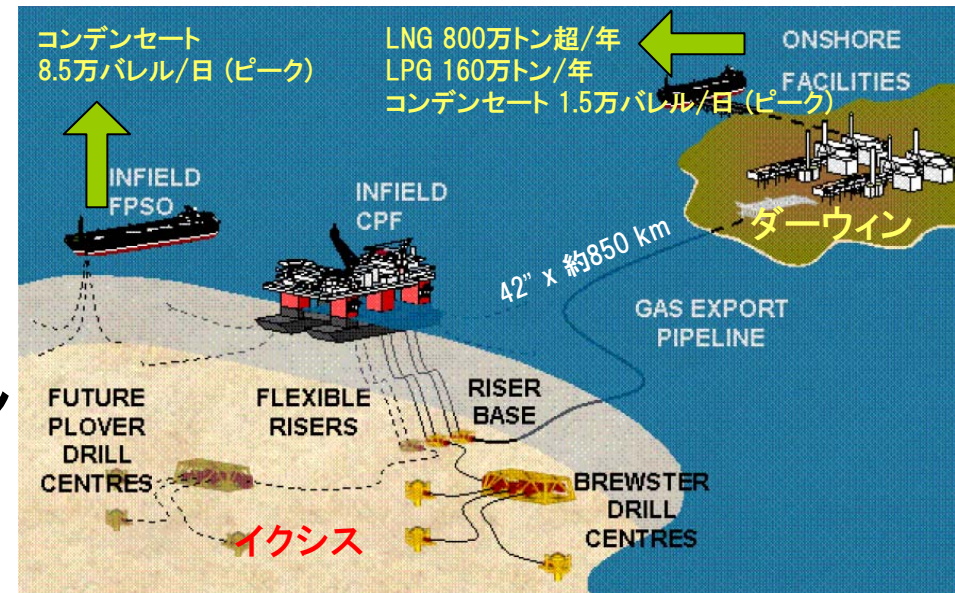 コンデンセート
8.5万バレル/日 (ピーク)
LNG 800万トン超/年
LPG 160万トン/年
コンデンセート 1.5万バレル/日 (ピーク)
ONSHORE
FACILITIES
INFIELD
FPSO
INFIELD
CPF
ダーウィン
42” x 約850 km
GAS EXPORT
PIPELINE
FUTURE
PLOVER
DRILL
CENTRES
FLEXIBLE
RISERS
RISER
BASE
BREWSTER
DRILL
CENTRES
イクシス